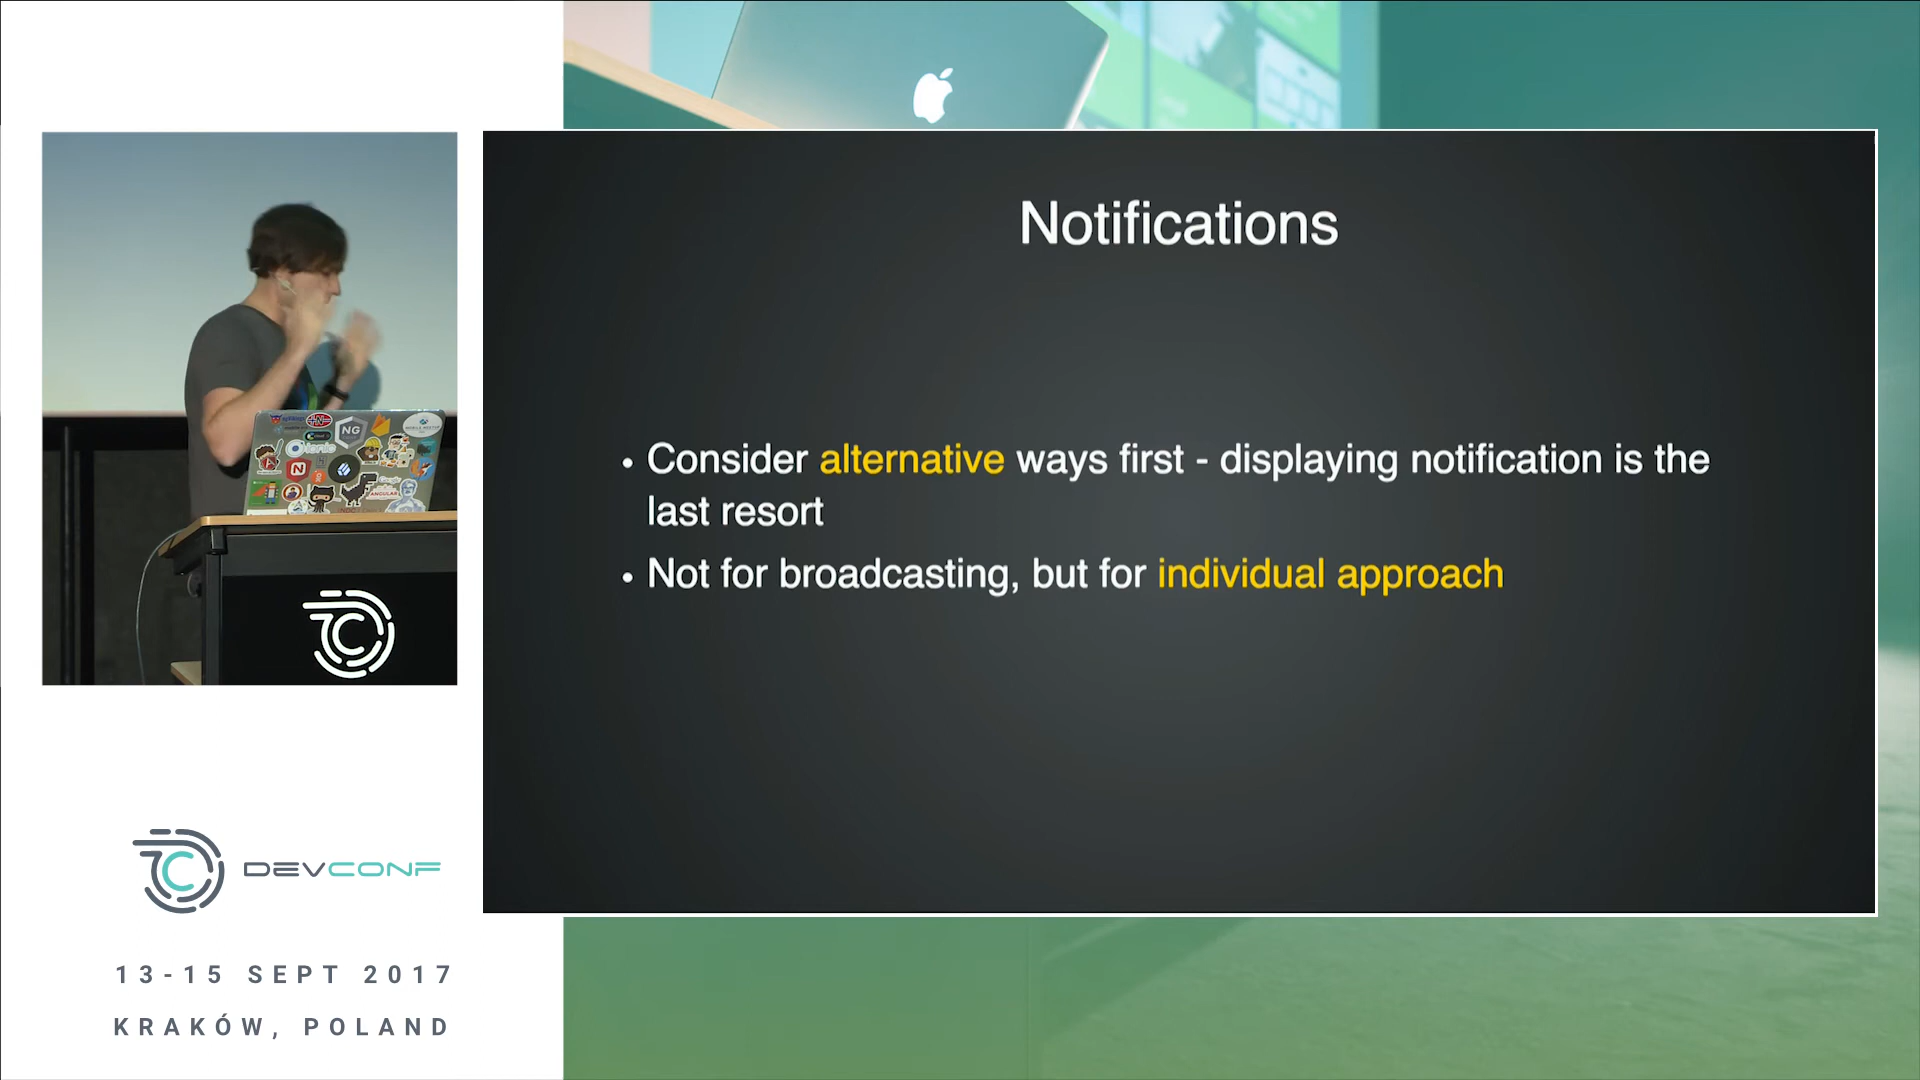 Notifications
• Consider alternative ways first - displaying notification is the
last resort
• Not for broadcasting, but for individual approach
NG
DEVCONF
13-15 SEPT 2017
KRAKÓW, POLAND